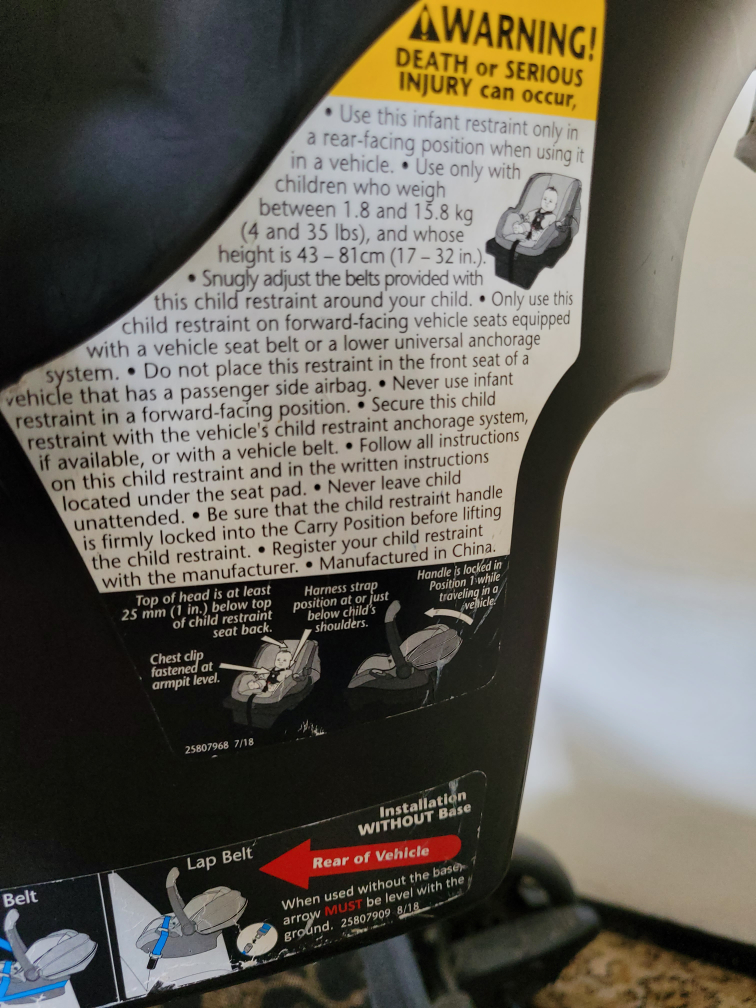 WARNING!
DEATH or SERIOUS
INJURY can occur,
• Use this infant restraint only in
a rear-facing position when using it
in a vehicle. • Use only with
children who weigh
between 1.8 and 15.8 kg
(4 and 35 lbs), and whose
height is 43 – 81cm (17 – 32 in.).
• Snugly adjust the belts provided with
this child restraint around your child. • Only use this
child restraint on forward-facing vehicle seats equipped
with a vehicle seat belt or a lower universal anchorage
system. • Do not place this restraint in the front seat of a
vehicle that has a passenger side airbag. • Never use infant
restraint in a forward-facing position. • Secure this child
restraint with the vehicle's child restraint anchorage system,
if available, or with a vehicle belt. • Follow all instructions
on this child restraint and in the written instructions
located under the seat pad. • Never leave child
unattended. • Be sure that the child restraint handle
is firmly locked into the Carry Position before lifting
the child restraint. • Register your child restraint
with the manufacturer. • Manufactured in China.
Top of head is at least
25 mm (1 in.) below top
of child restraint
seat back.
Harness strap
position at or just
below child's
shoulders.
Handle is locked in
Position 1 while
traveling in a
vehicle.
Chest clip
fastened at
armpit level.
25807968 7/18
Installation
WITHOUT Base
Belt
Lap Belt
Rear of Vehicle
When used without the base,
arrow MUST be level with the
ground. 25807909 8/18